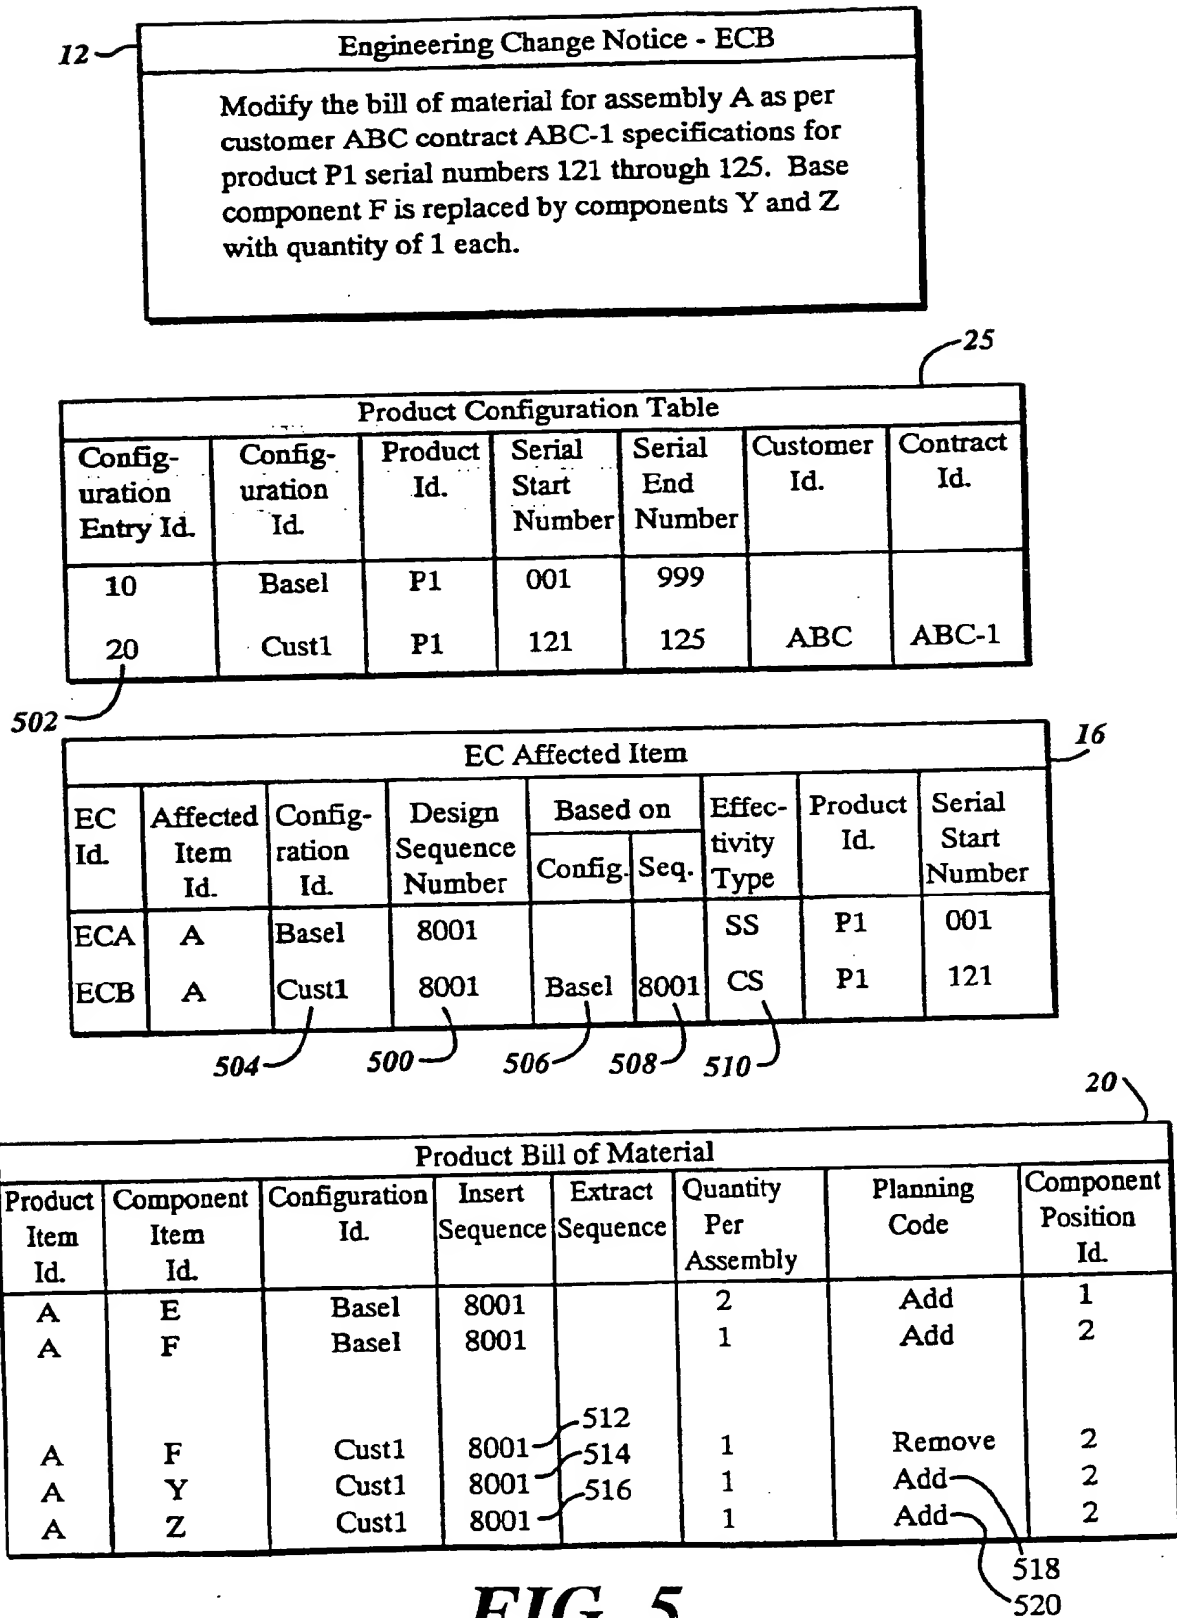 12
Engineering Change Notice - ECB
Modify the bill of material for assembly A as per
customer ABC contract ABC-1 specifications for
product P1 serial numbers 121 through 125. Base
component F is replaced by components Y and Z
with quantity of 1 each.
25
Product Configuration Table
Config- Config- Product Serial Serial Customer Contract
uration uration Id. Start End Id. Id.
Entry Id. Id. Number Number
10 Basel P1 001 999
20 Cust1 P1 121 125 ABC ABC-1
502
16
EC Affected Item
EC Affected Config- Design Based on Effec- Product Serial
Id. Item ration Sequence Config. Seq. tivity Id. Start
Id. Id. Number Type Number
ECA A Basel 8001 SS P1 001
ECB A Cust1 8001 Basel 8001 CS P1 121
504 500 506 508 510
20
Product Bill of Material
Product Component Configuration Insert Extract Quantity Planning Component
Item Item Id. Sequence Sequence Per Code Position
Id. Id. Assembly Id.
A E Basel 8001 2 Add 1
A F Basel 8001 1 Add 2
512
A F Cust1 8001 1 Remove 2
514
A Y Cust1 8001 1 Add 2
516
A Z Cust1 8001 1 Add 2
518
520
FIG. 5